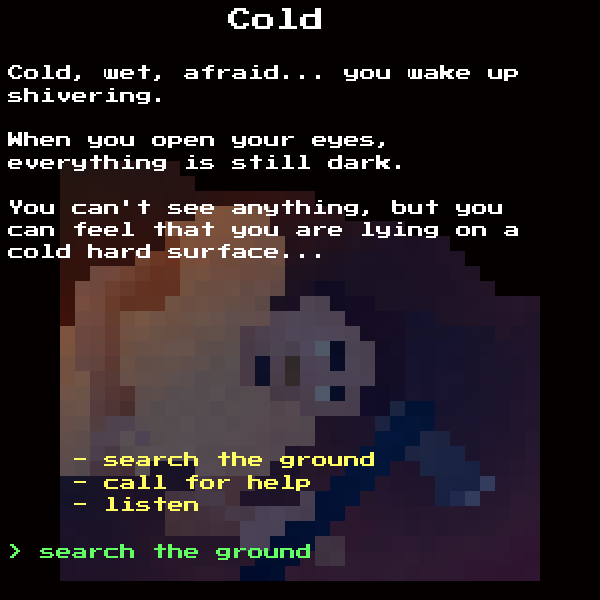 Cold
Cold, wet, afraid... you wake up
shivering.
When you open your eyes,
everything is still dark.
You can't see anything, but you
can feel that you are lying on a
cold hard surface...
- search the ground
- call for help
- listen
> search the ground